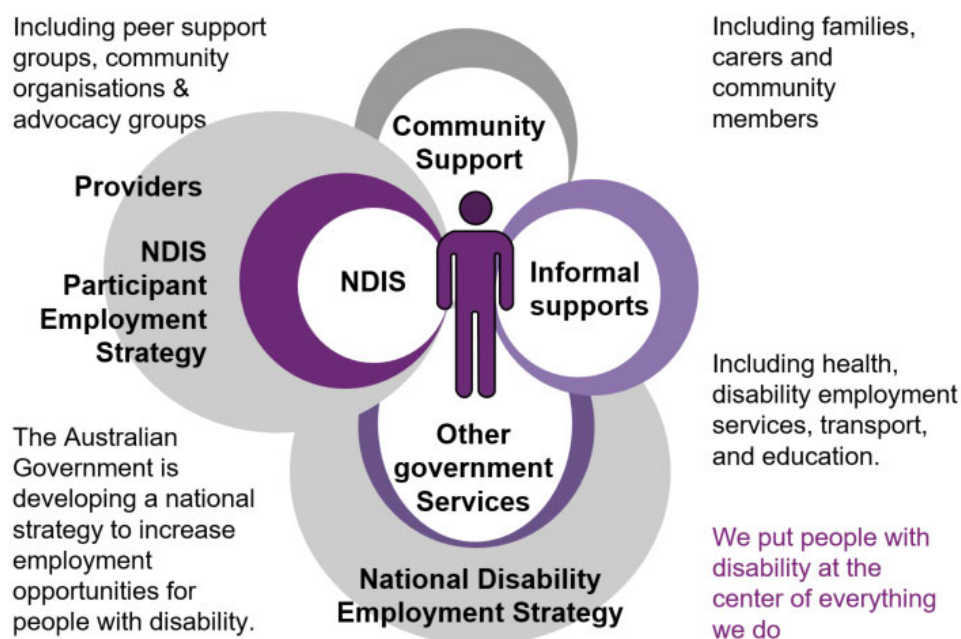 Including peer support
groups, community
organisations &
advocacy groups
Including families,
carers and
community
members
Community
Support
Providers
NDIS
Participant
Employment
Strategy
NDIS
Informal
supports
Including health,
disability employment
services, transport,
and education.
Other
government
Services
The Australian
Government is
developing a national
strategy to increase
employment
opportunities for
people with disability.
National Disability
Employment Strategy
We put people with
disability at the
center of everything
we do